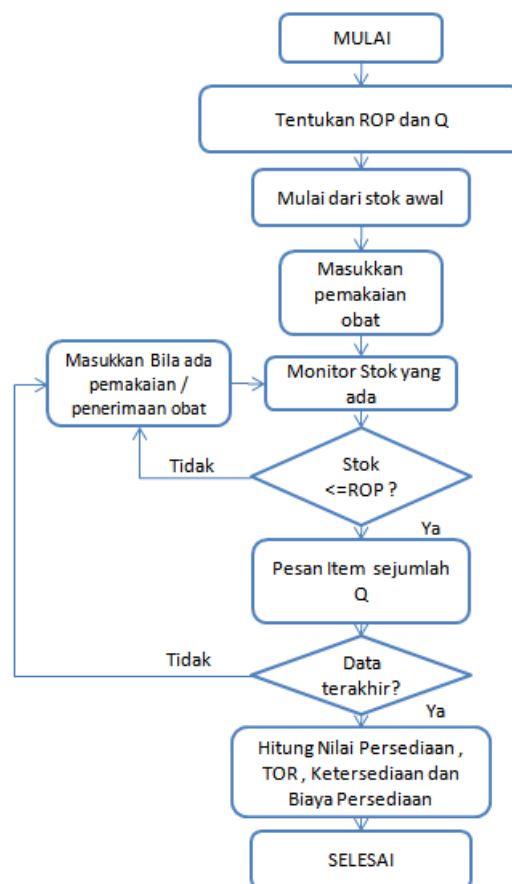 MULAI
Tentukan ROP dan Q
Mulai dari stok awal
Masukkan
pemakaian
obat
Masukkan Bila ada
pemakaian /
penerimaan obat
Monitor Stok yang
ada
Tidak
Stok
<=ROP ?
Ya
Pesan Item sejumlah
Q
Tidak
Data
terakhir?
Ya
Hitung Nilai Persediaan ,
TOR , Ketersediaan dan
Biaya Persediaan
SELESAI